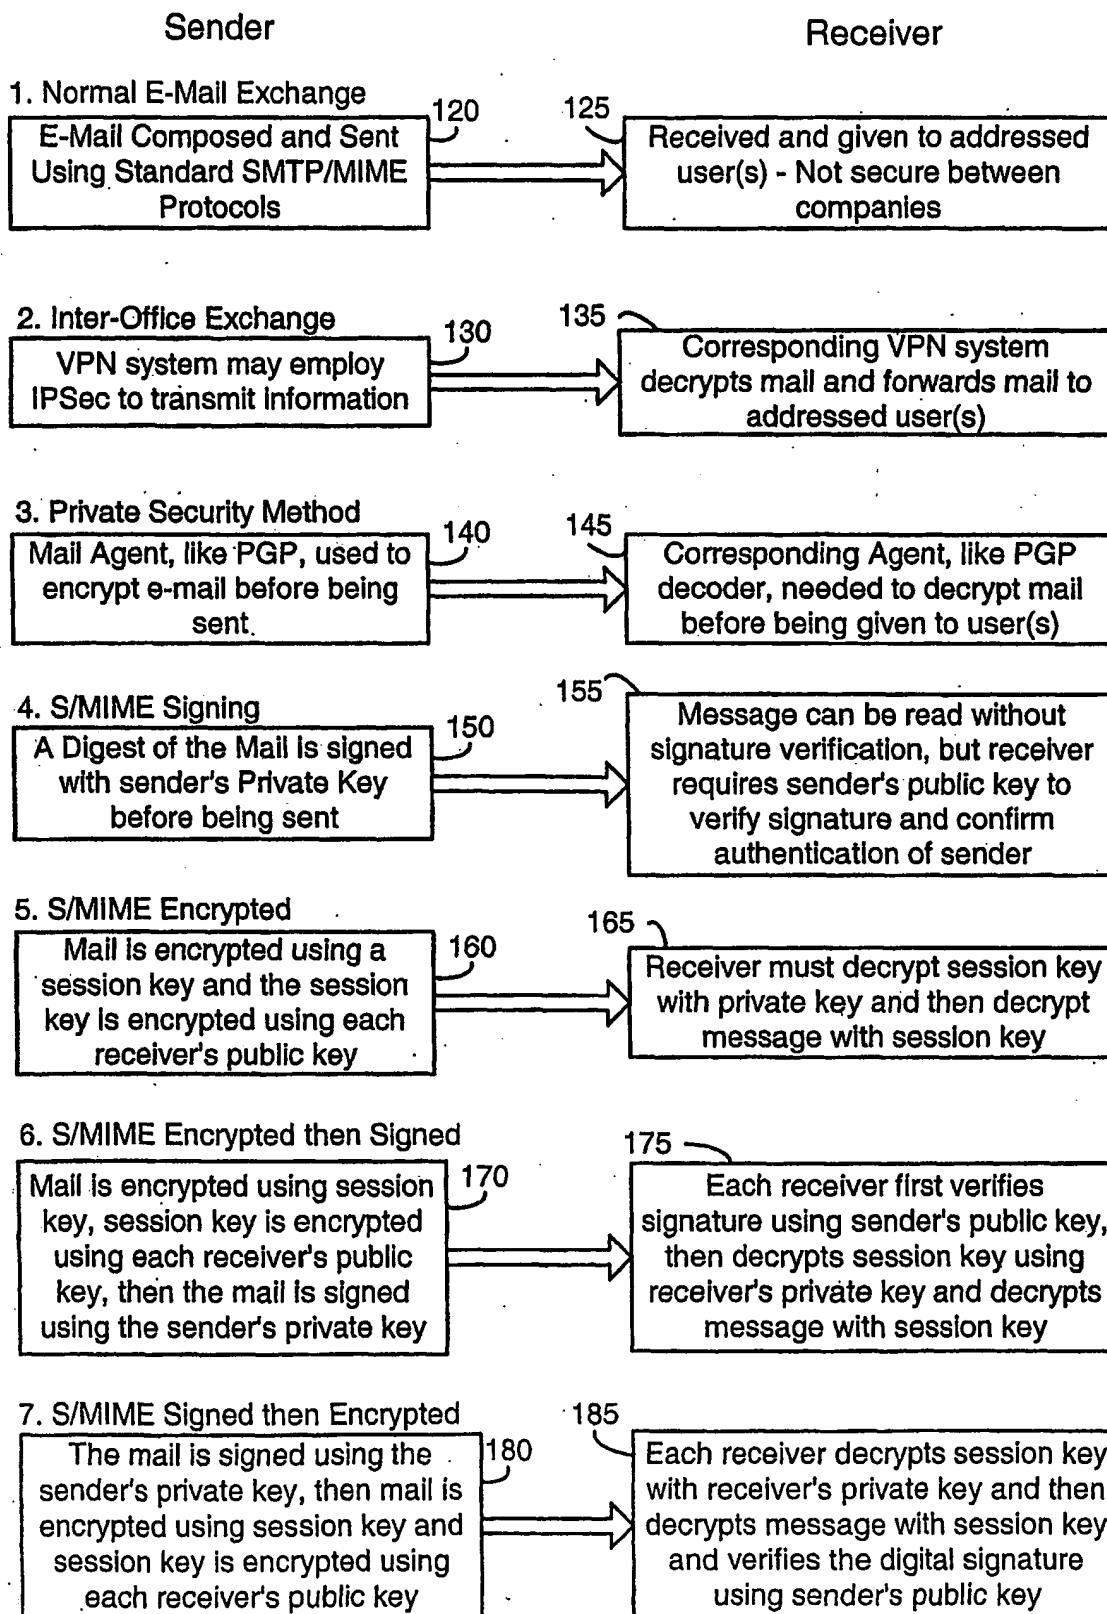 Sender
Receiver
1. Normal E-Mail Exchange
120
125
E-Mail Composed and Sent
Using Standard SMTP/MIME
Protocols
Received and given to addressed
user(s) - Not secure between
companies
2. Inter-Office Exchange
130
135
VPN system may employ
IPSec to transmit information
Corresponding VPN system
decrypts mail and forwards mail to
addressed user(s)
3. Private Security Method
140
145
Mail Agent, like PGP, used to
encrypt e-mail before being
sent.
Corresponding Agent, like PGP
decoder, needed to decrypt mail
before being given to user(s)
4. S/MIME Signing
150
155
A Digest of the Mail is signed
with sender's Private Key
before being sent
Message can be read without
signature verification, but receiver
requires sender's public key to
verify signature and confirm
authentication of sender
5. S/MIME Encrypted
160
165
Mail is encrypted using a
session key and the session
key is encrypted using each
receiver's public key
Receiver must decrypt session key
with private key and then decrypt
message with session key
6. S/MIME Encrypted then Signed
170
175
Mail is encrypted using session
key, session key is encrypted
using each receiver's public
key, then the mail is signed
using the sender's private key
Each receiver first verifies
signature using sender's public key,
then decrypts session key using
receiver's private key and decrypts
message with session key
7. S/MIME Signed then Encrypted
180
185
The mail is signed using the
sender's private key, then mail is
encrypted using session key and
session key is encrypted using
each receiver's public key
Each receiver decrypts session key
with receiver's private key and then
decrypts message with session key
and verifies the digital signature
using sender's public key